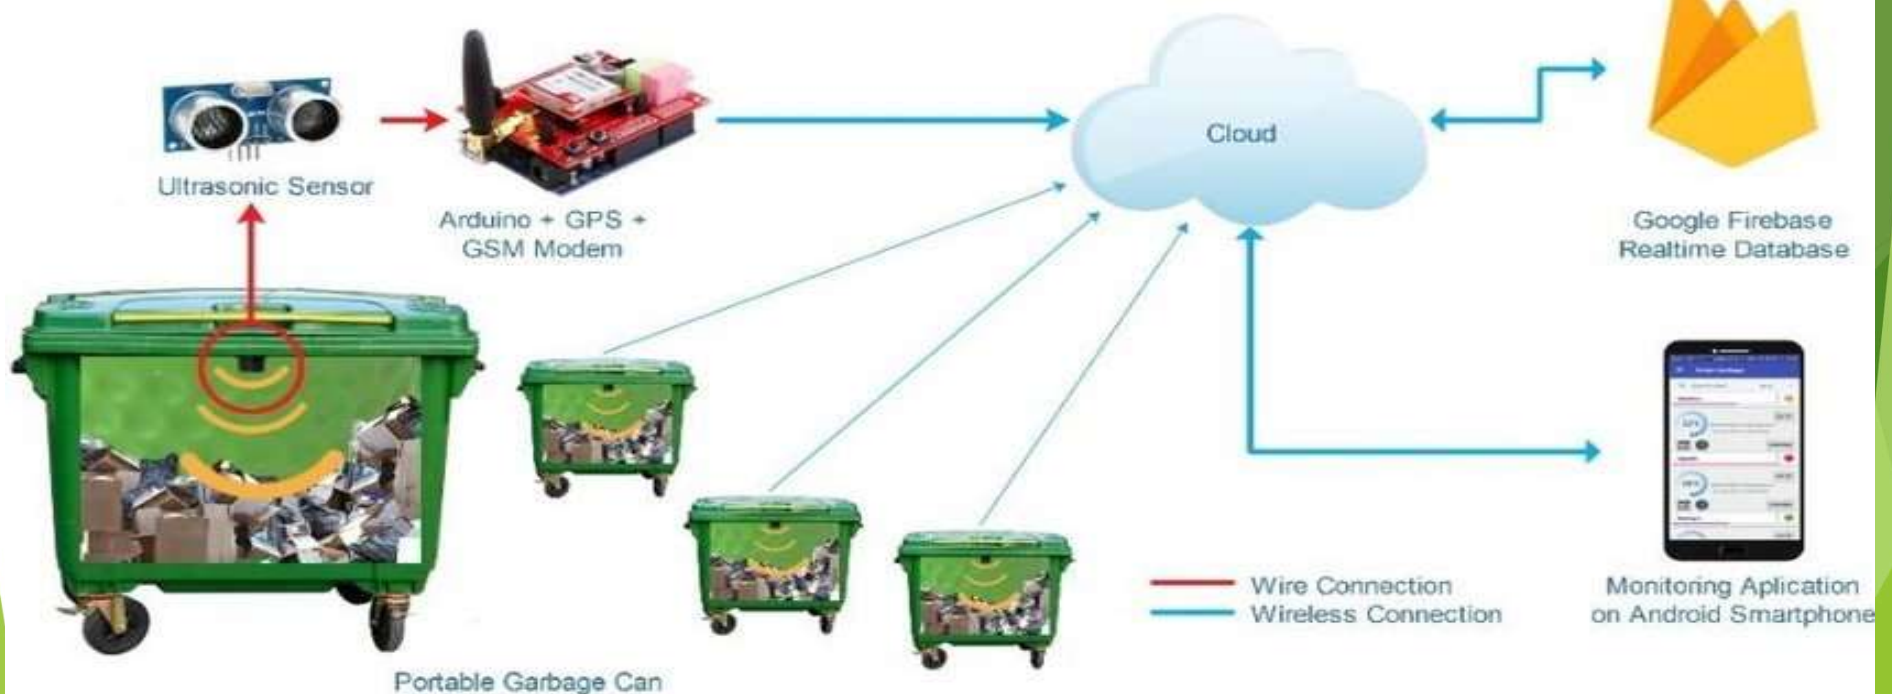 Cloud
Ultrasonic Sensor
Arduino + GPS +
GSM Modem
Google Firebase
Realtime Database
Wire Connection
Wireless Connection
Monitoring Aplication
on Android Smartphone
Portable Garbage Can